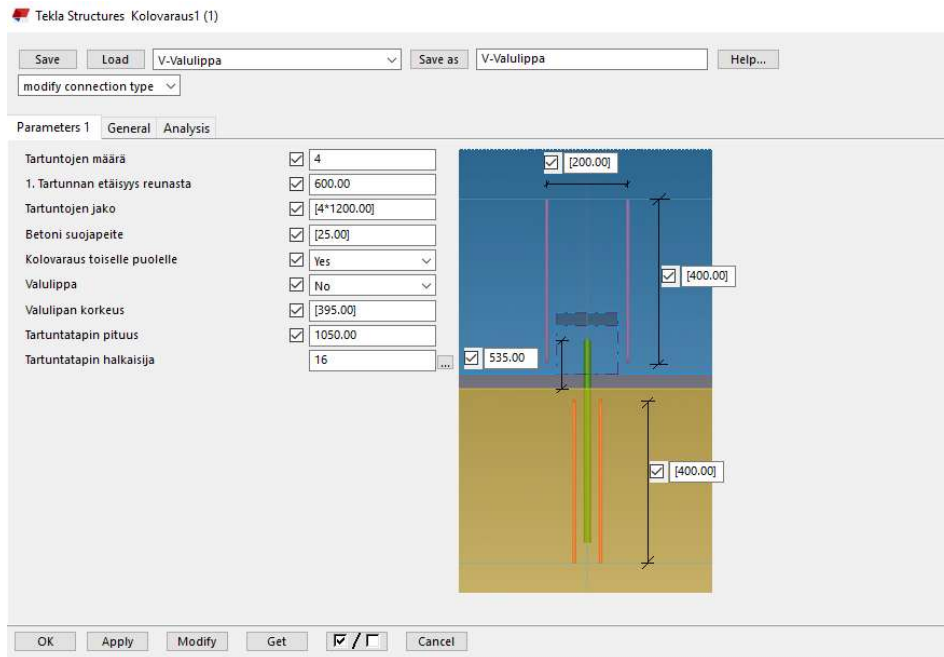 Tekla Structures Kolovaraus1 (1)
Save Load V-Valulippa Save as V-Valulippa Help...
modify connection type
Parameters 1 General Analysis
Tartuntojen määrä 4
1. Tartunnan etäisyys reunasta 600.00
Tartuntojen jako [4*1200.00]
Betoni suojapeite [25.00]
Kolovaraus toiselle puolelle Yes
Valulippa No
Valulipan korkeus [395.00]
Tartuntatapin pituus 1050.00
Tartuntatapin halkaisija 16 ...
[200.00]
[400.00]
535.00
[400.00]
OK Apply Modify Get / Cancel